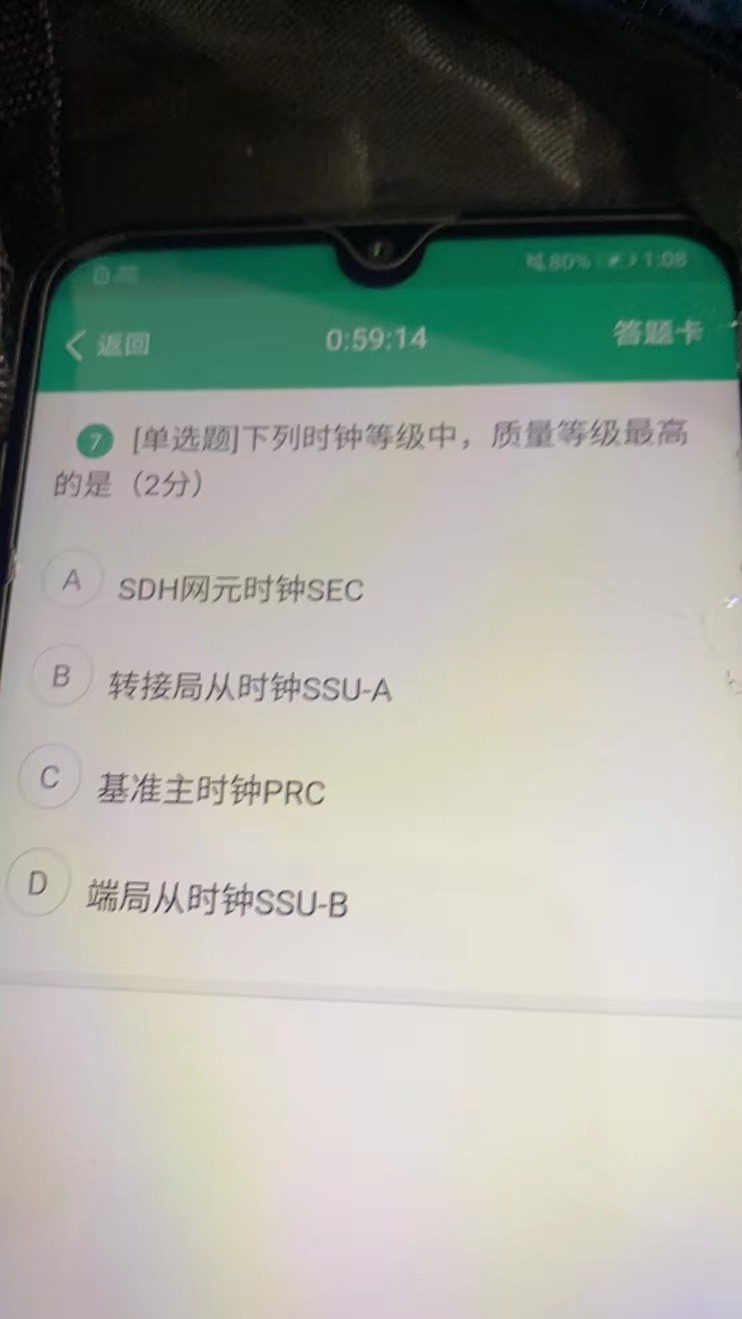 80% 1:08
返回 0:59:14 答题卡
7 [单选题]下列时钟等级中，质量等级最高
的是（2分）
A SDH网元时钟SEC
B 转接局从时钟SSU-A
C 基准主时钟PRC
D 端局从时钟SSU-B